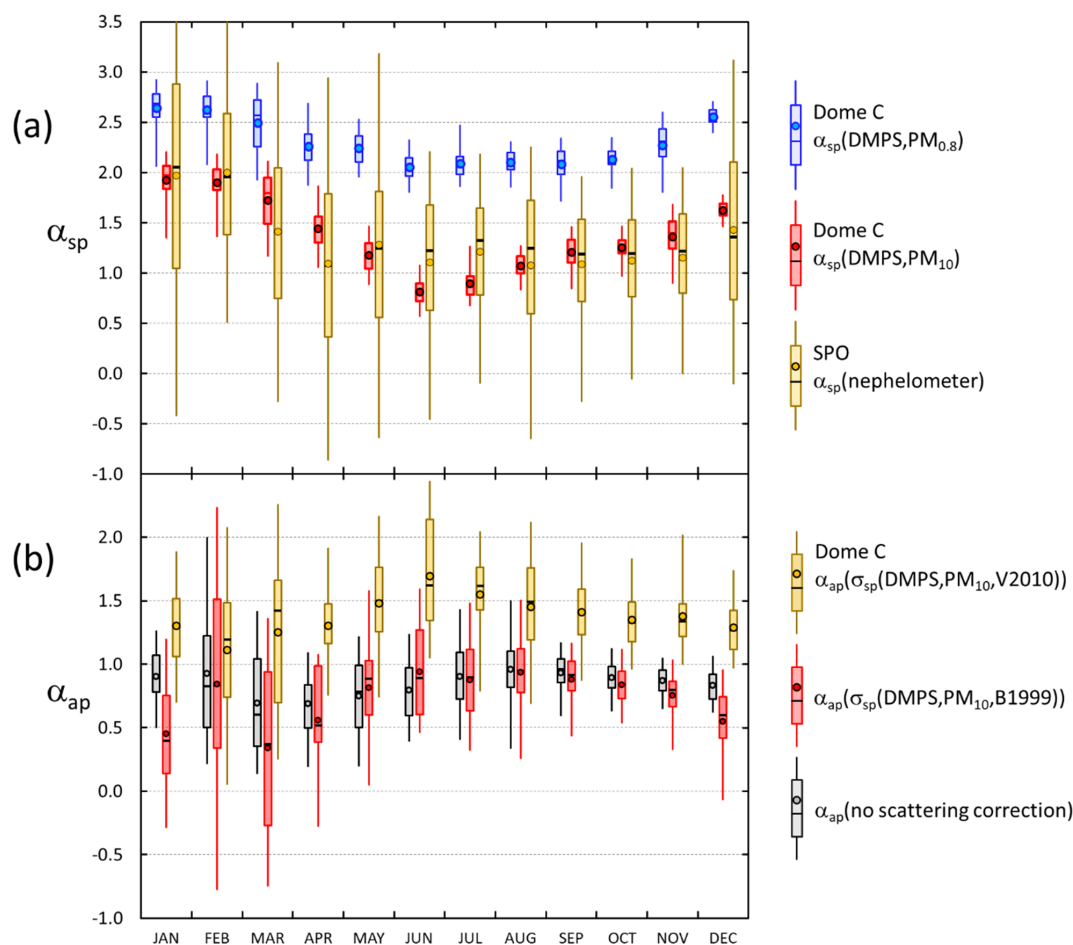 (a)
αsp
3.5
3.0
2.5
2.0
1.5
1.0
0.5
0.0
-0.5
-1.0
Dome C
αsp(DMPS,PM0.8)
Dome C
αsp(DMPS,PM10)
SPO
αsp(nephelometer)
(b)
αap
2.0
1.5
1.0
0.5
0.0
-0.5
-1.0
JAN FEB MAR APR MAY JUN JUL AUG SEP OCT NOV DEC
Dome C
αap(σsp(DMPS,PM10,V2010))
αap(σsp(DMPS,PM10,B1999))
αap(no scattering correction)